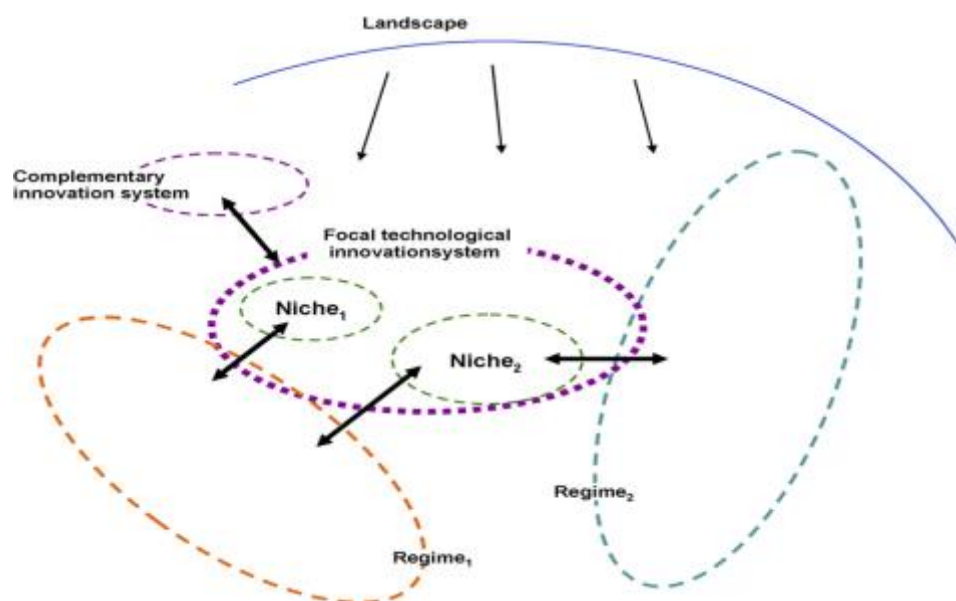 Landscape
Complementary
innovation system
Focal technological
innovationsystem
Niche₁
Niche₂
Regime₂
Regime₁